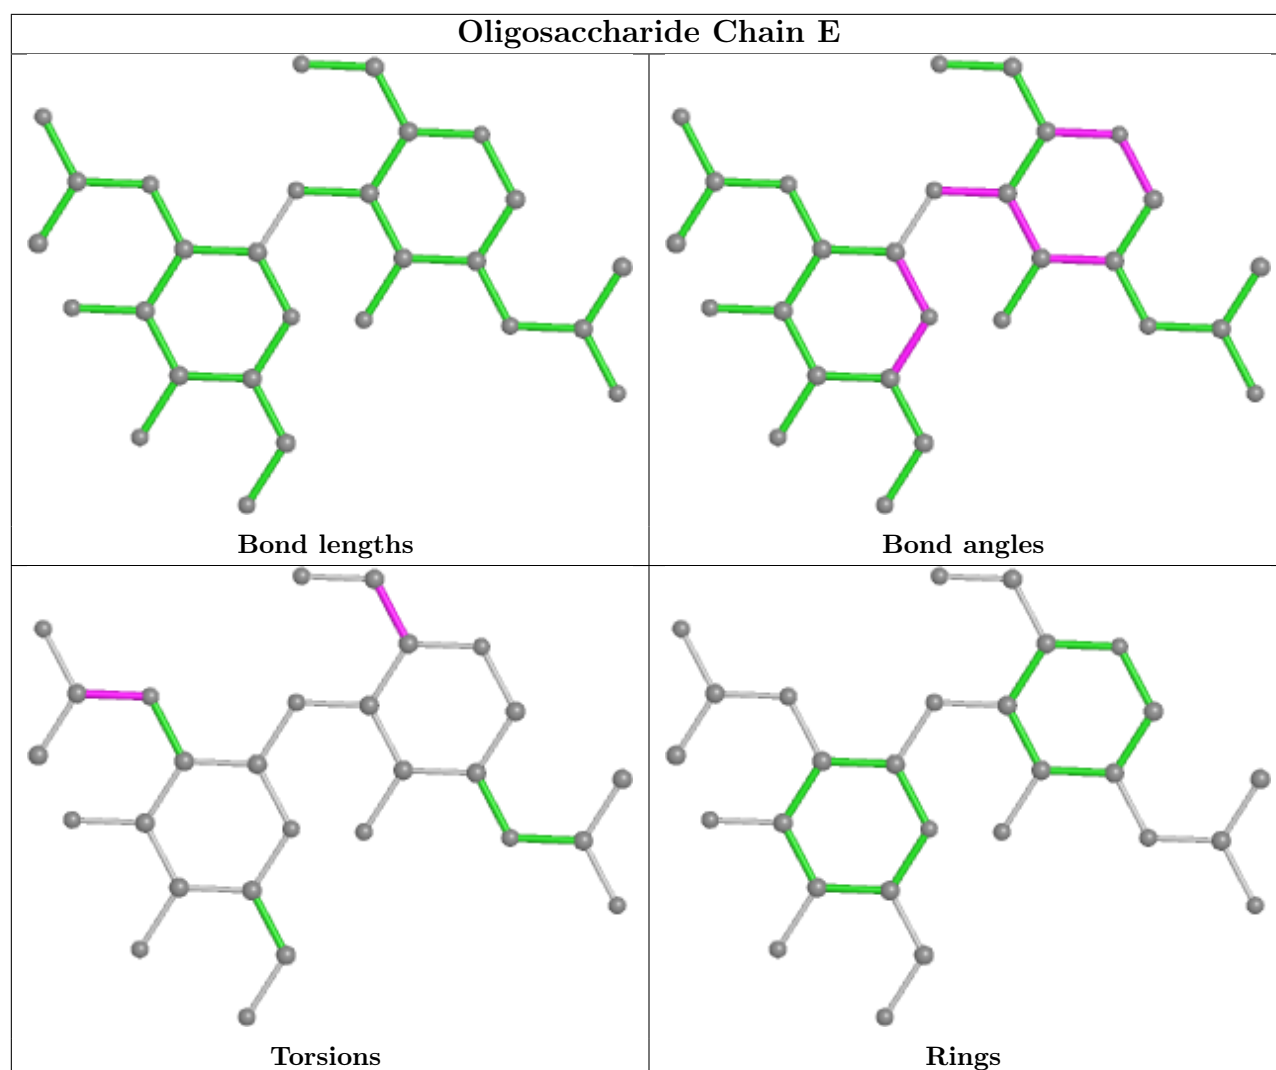 Oligosaccharide Chain E
Bond lengths
Bond angles
Torsions
Rings